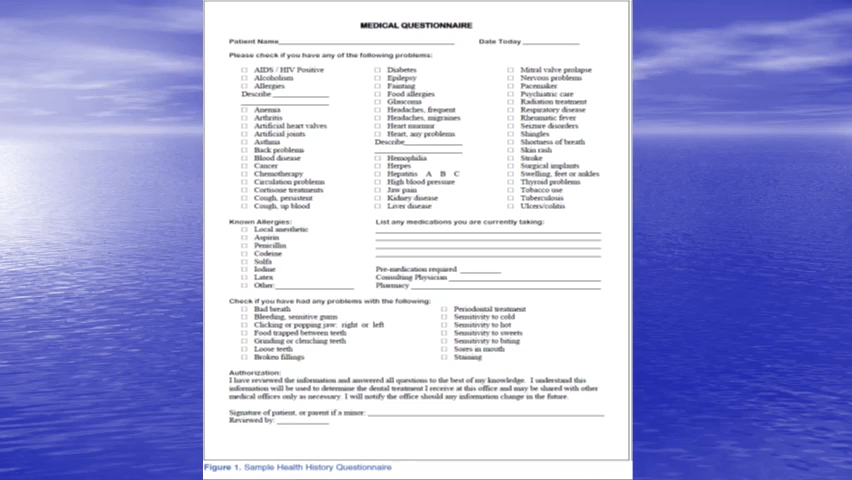 MEDICAL QUESTIONNAIRE
Patient Name Date Today
Please check if you have any of the following problems:
AIDS / HIV Positive
Alcoholism
Allergies
Describe
Anemia
Arthritis
Artificial heart valves
Artificial joints
Asthma
Back problems
Blood disease
Cancer
Chemotherapy
Circulation problems
Cortisone treatments
Cough, persistent
Cough, up blood
Diabetes
Epilepsy
Fainting
Food allergies
Glaucoma
Headaches, frequent
Headaches, migraines
Heart murmur
Heart, any problems
Describe
Hemophilia
Herpes
Hepatitis A B C
High blood pressure
Jaw pain
Kidney disease
Liver disease
Mitral valve prolapse
Nervous problems
Pacemaker
Psychiatric care
Radiation treatment
Respiratory disease
Rheumatic fever
Seizure disorders
Shingles
Shortness of breath
Skin rash
Stroke
Surgical implants
Swelling, feet or ankles
Thyroid problems
Tobacco use
Tuberculosis
Ulcers/colitis
Known Allergies:
Local anesthetic
Aspirin
Penicillin
Codeine
Sulfa
Iodine
Latex
Other:
List any medications you are currently taking:
Pre-medication required
Consulting Physician
Pharmacy
Check if you have had any problems with the following:
Bad breath
Bleeding, sensitive gums
Clicking or popping jaw: right or left
Food trapped between teeth
Grinding or clenching teeth
Loose teeth
Broken fillings
Periodontal treatment
Sensitivity to cold
Sensitivity to hot
Sensitivity to sweets
Sensitivity to biting
Sores in mouth
Staining
Authorization:
I have reviewed the information and answered all questions to the best of my knowledge. I understand this
information will be used to determine the dental treatment I receive at this office and may be shared with other
medical offices only as necessary. I will notify the office should any information change in the future.
Signature of patient, or parent if a minor:
Reviewed by:
Figure 1. Sample Health History Questionnaire